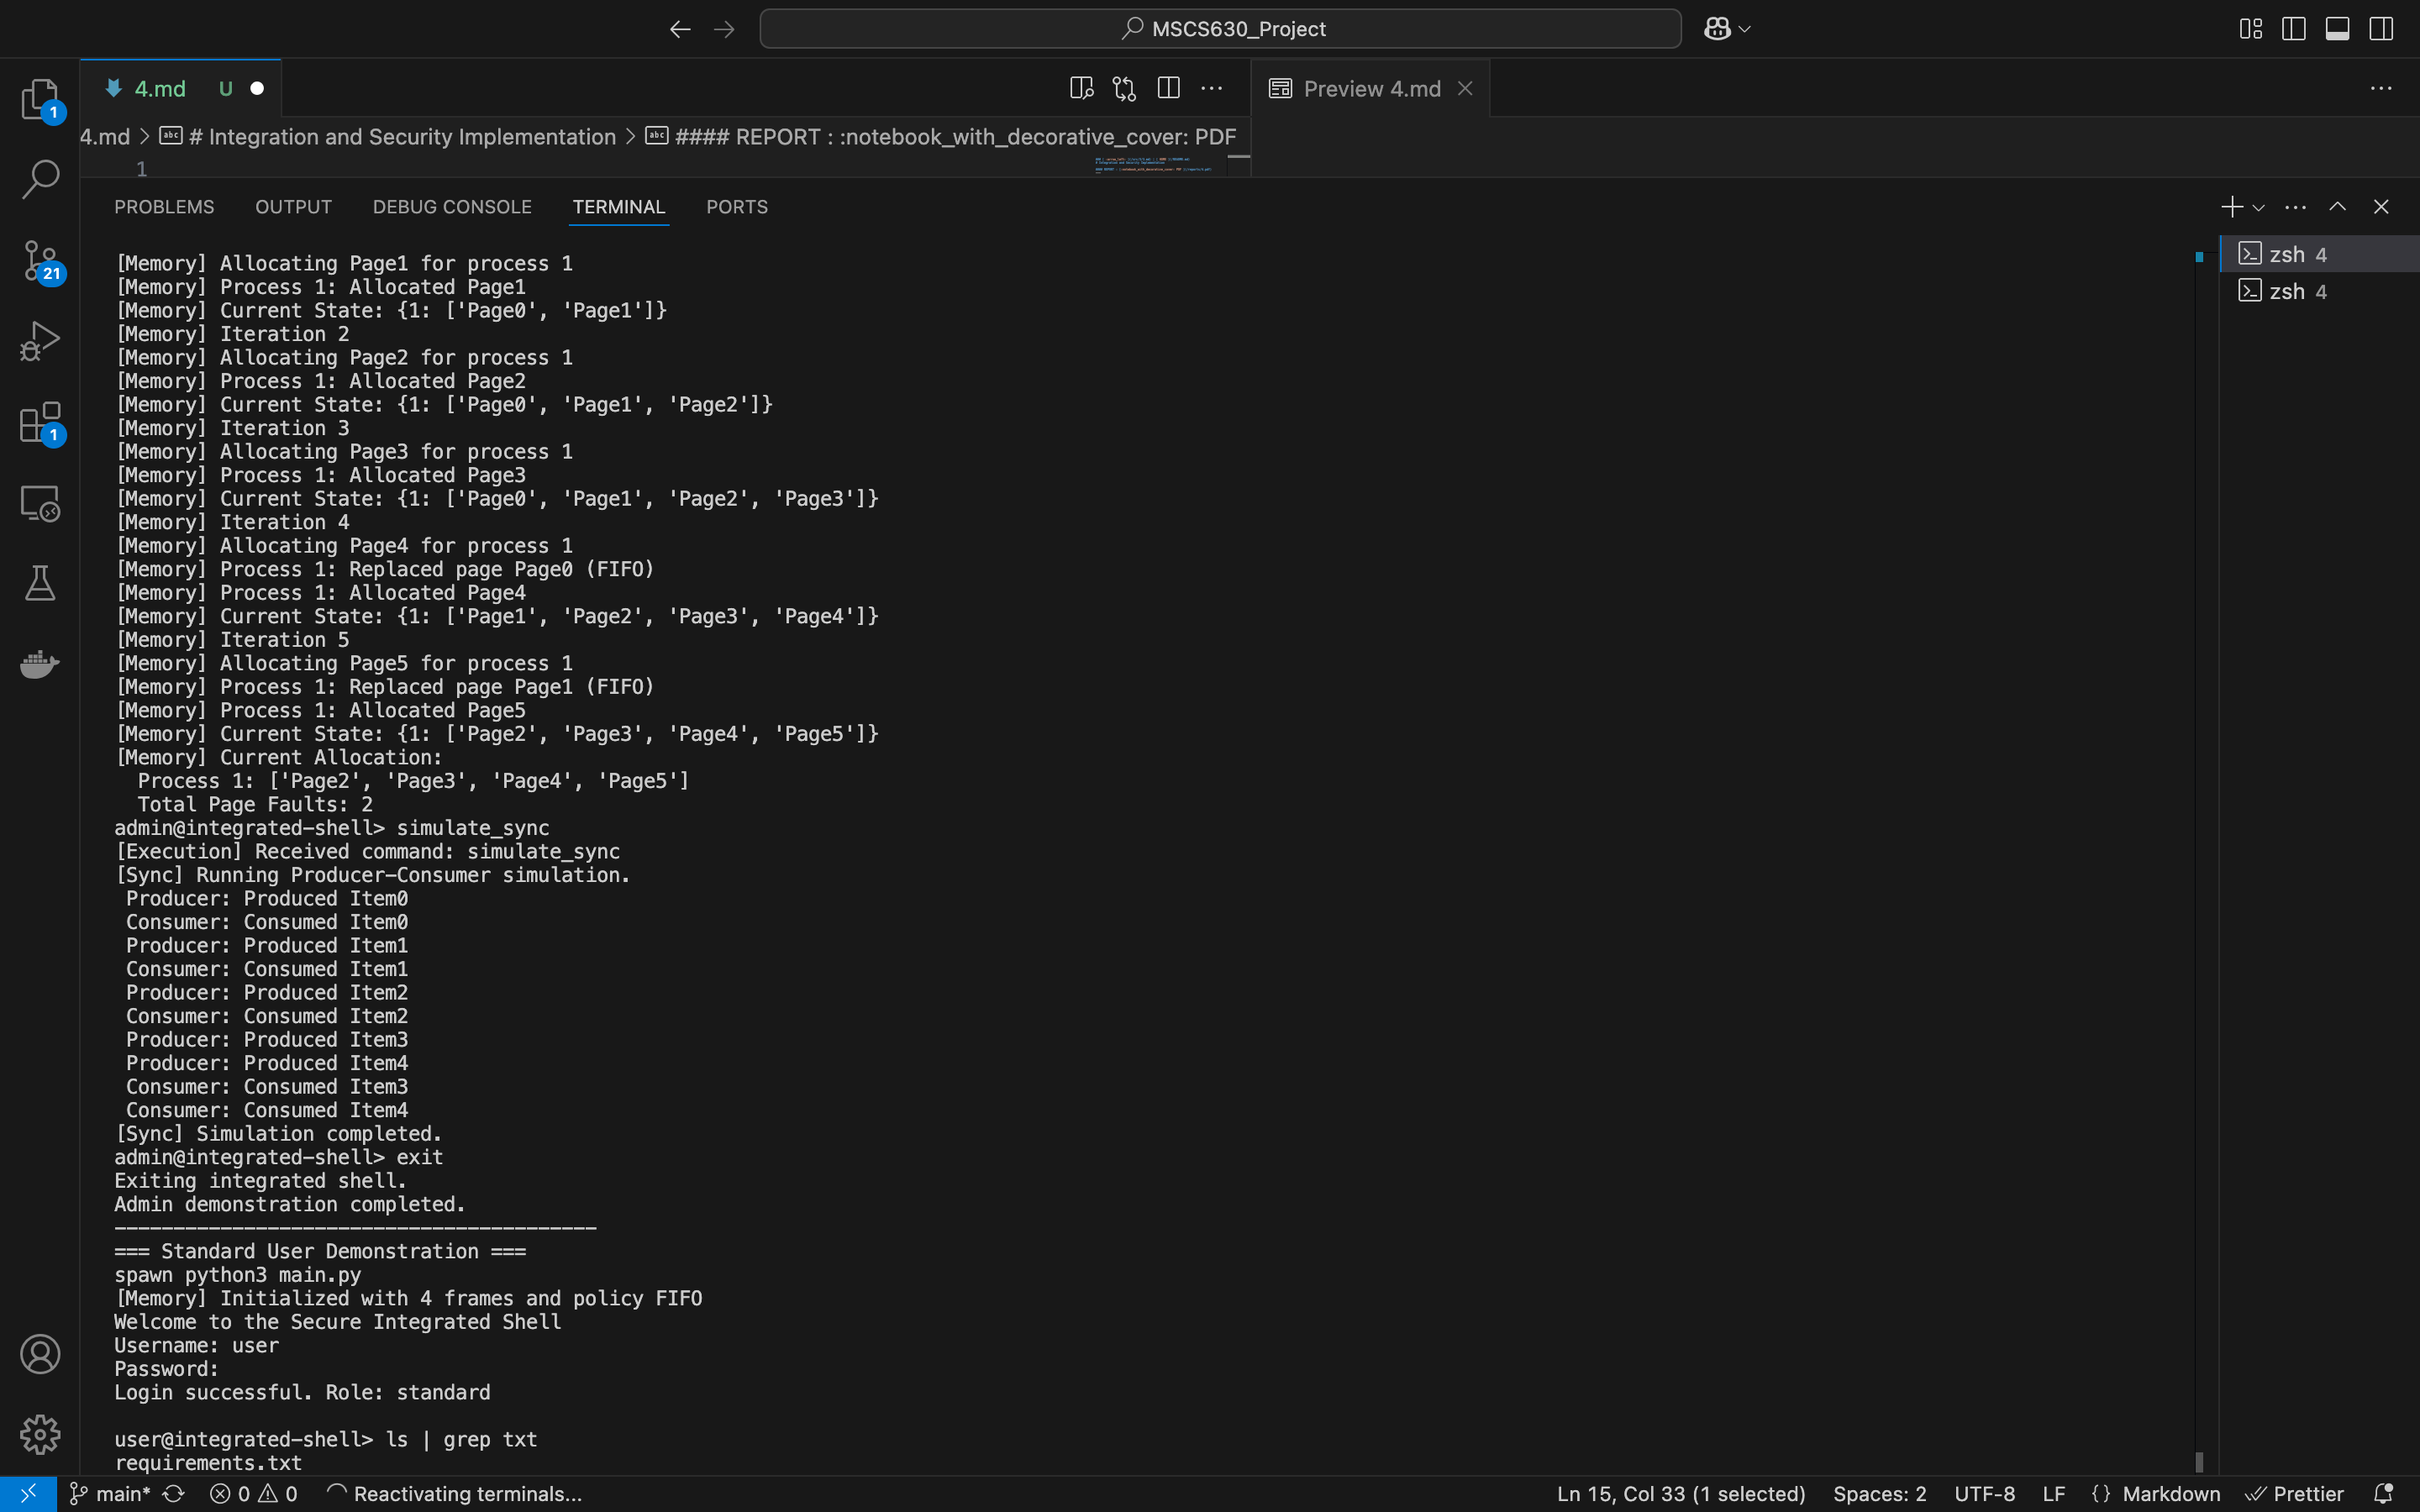 MSCS630_Project
4.md U
Preview 4.md
4.md > # Integration and Security Implementation > #### REPORT : :notebook_with_decorative_cover: PDF
1
1
21
1
PROBLEMS OUTPUT DEBUG CONSOLE TERMINAL PORTS
zsh 4
zsh 4
[Memory] Allocating Page1 for process 1
[Memory] Process 1: Allocated Page1
[Memory] Current State: {1: ['Page0', 'Page1']}
[Memory] Iteration 2
[Memory] Allocating Page2 for process 1
[Memory] Process 1: Allocated Page2
[Memory] Current State: {1: ['Page0', 'Page1', 'Page2']}
[Memory] Iteration 3
[Memory] Allocating Page3 for process 1
[Memory] Process 1: Allocated Page3
[Memory] Current State: {1: ['Page0', 'Page1', 'Page2', 'Page3']}
[Memory] Iteration 4
[Memory] Allocating Page4 for process 1
[Memory] Process 1: Replaced page Page0 (FIFO)
[Memory] Process 1: Allocated Page4
[Memory] Current State: {1: ['Page1', 'Page2', 'Page3', 'Page4']}
[Memory] Iteration 5
[Memory] Allocating Page5 for process 1
[Memory] Process 1: Replaced page Page1 (FIFO)
[Memory] Process 1: Allocated Page5
[Memory] Current State: {1: ['Page2', 'Page3', 'Page4', 'Page5']}
[Memory] Current Allocation:
  Process 1: ['Page2', 'Page3', 'Page4', 'Page5']
  Total Page Faults: 2
admin@integrated-shell> simulate_sync
[Execution] Received command: simulate_sync
[Sync] Running Producer-Consumer simulation.
 Producer: Produced Item0
 Consumer: Consumed Item0
 Producer: Produced Item1
 Consumer: Consumed Item1
 Producer: Produced Item2
 Consumer: Consumed Item2
 Producer: Produced Item3
 Producer: Produced Item4
 Consumer: Consumed Item3
 Consumer: Consumed Item4
[Sync] Simulation completed.
admin@integrated-shell> exit
Exiting integrated shell.
Admin demonstration completed.
-----------------------------------------
=== Standard User Demonstration ===
spawn python3 main.py
[Memory] Initialized with 4 frames and policy FIFO
Welcome to the Secure Integrated Shell
Username: user
Password:
Login successful. Role: standard
user@integrated-shell> ls | grep txt
requirements.txt
main* 0 0 Reactivating terminals... Ln 15, Col 33 (1 selected) Spaces: 2 UTF-8 LF {} Markdown Prettier